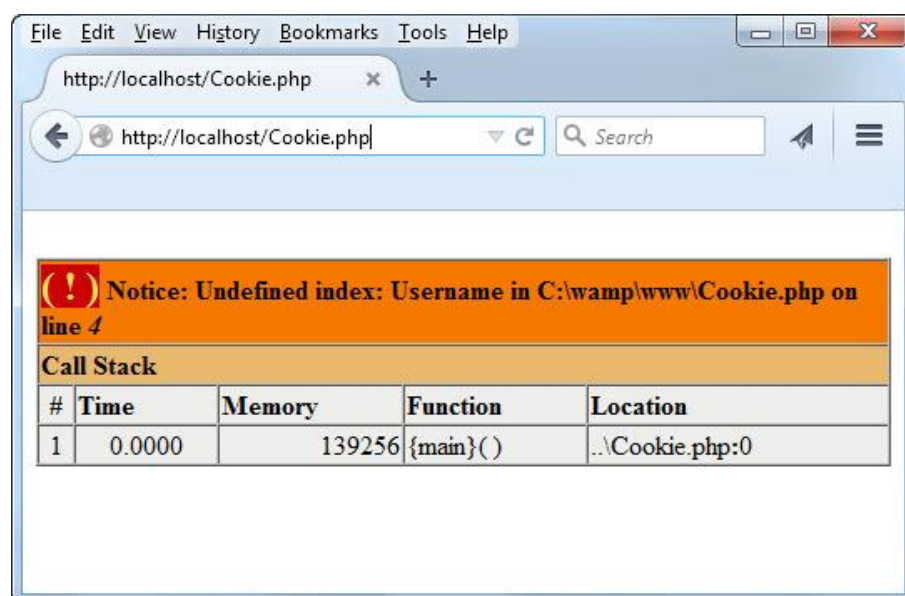 File Edit View History Bookmarks Tools Help
http://localhost/Cookie.php
http://localhost/Cookie.php Search
( ! ) Notice: Undefined index: Username in C:\wamp\www\Cookie.php on
line 4
Call Stack
# Time Memory Function Location
1 0.0000 139256 {main}( ) ..\Cookie.php:0